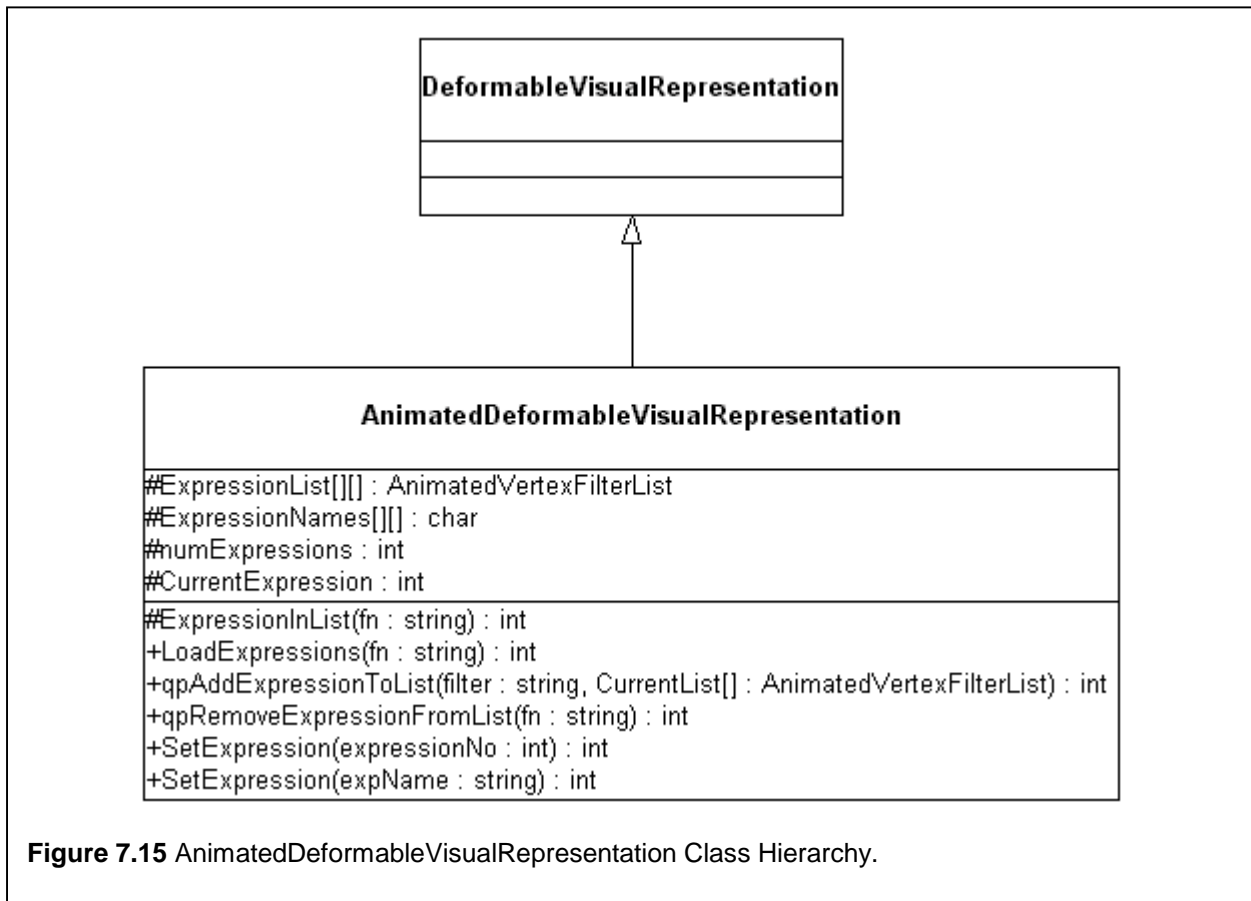 DeformableVisualRepresentation
AnimatedDeformableVisualRepresentation
#ExpressionList[][] : AnimatedVertexFilterList
#ExpressionNames[][] : char
#numExpressions : int
#CurrentExpression : int
#ExpressionInList(fn : string) : int
+LoadExpressions(fn : string) : int
+qpAddExpressionToList(filter : string, CurrentList[] : AnimatedVertexFilterList) : int
+qpRemoveExpressionFromList(fn : string) : int
+SetExpression(expressionNo : int) : int
+SetExpression(expName : string) : int
Figure 7.15 AnimatedDeformableVisualRepresentation Class Hierarchy.